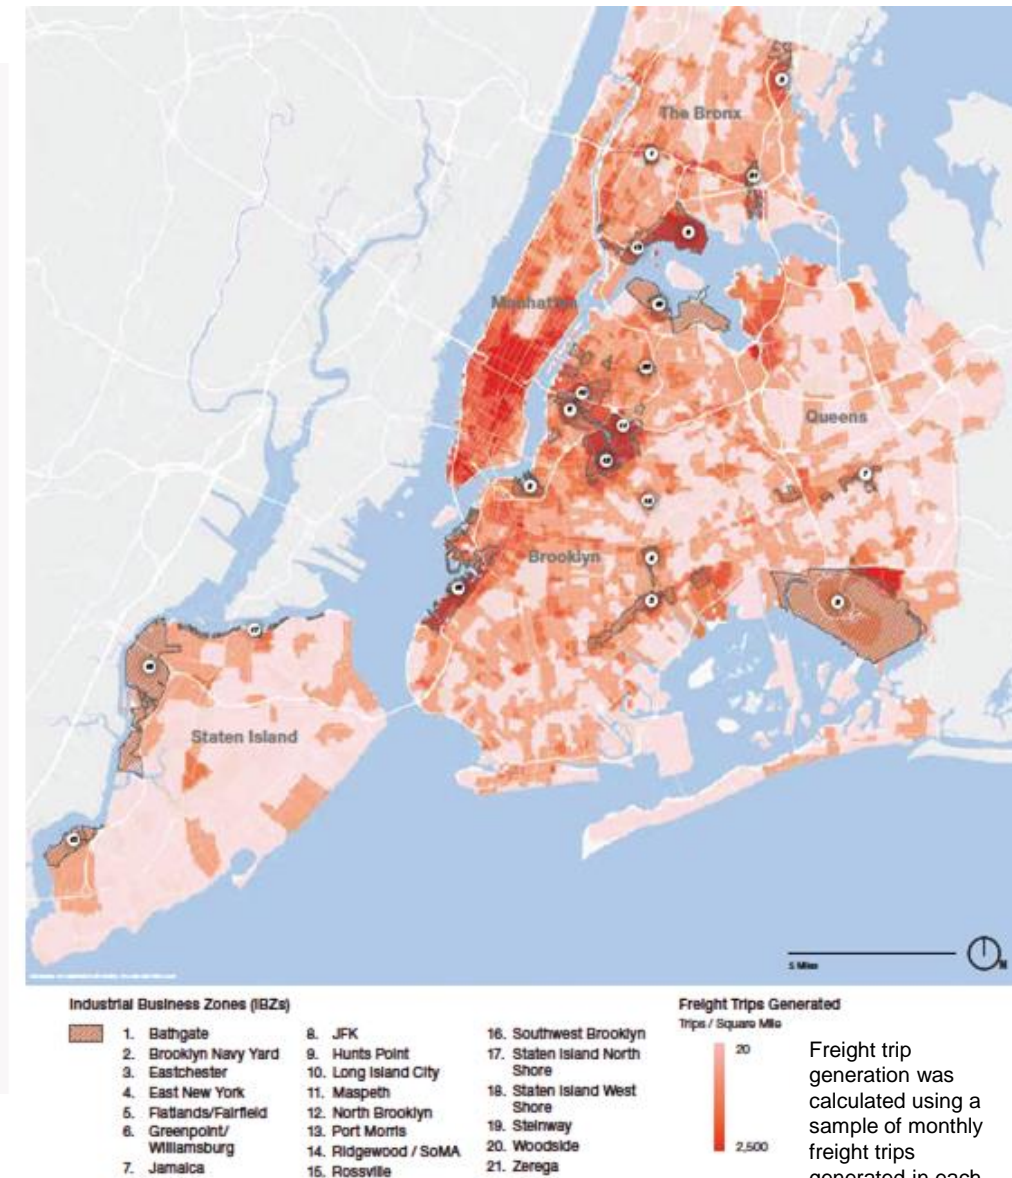 The Bronx
Manhattan
Queens
Brooklyn
Staten Island
5 Miles
N
Industrial Business Zones (IBZs)
1. Bathgate
2. Brooklyn Navy Yard
3. Eastchester
4. East New York
5. Flatlands/Fairfield
6. Greenpoint/
Williamsburg
7. Jamaica
8. JFK
9. Hunts Point
10. Long Island City
11. Maspeth
12. North Brooklyn
13. Port Morris
14. Ridgewood / SoMA
15. Rossville
16. Southwest Brooklyn
17. Staten Island North
Shore
18. Staten Island West
Shore
19. Steinway
20. Woodside
21. Zerega
Freight Trips Generated
Trips / Square Mile
20
2,500
Freight trip
generation was
calculated using a
sample of monthly
freight trips
generated in each